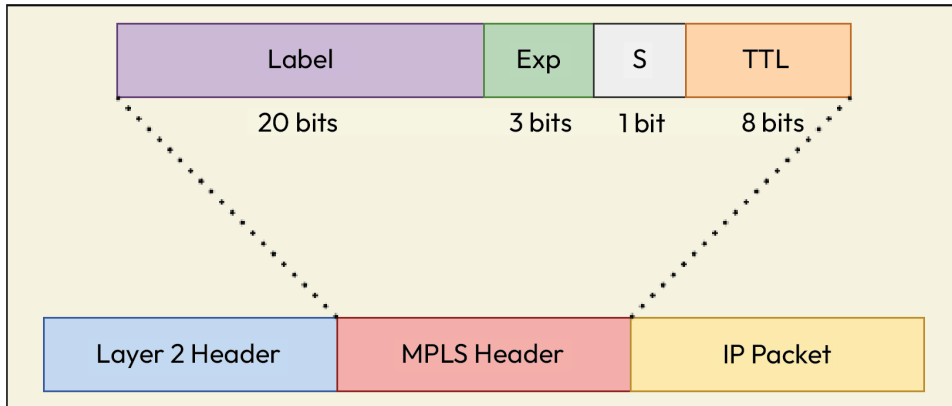 Label Exp S TTL
20 bits 3 bits 1 bit 8 bits
Layer 2 Header MPLS Header IP Packet